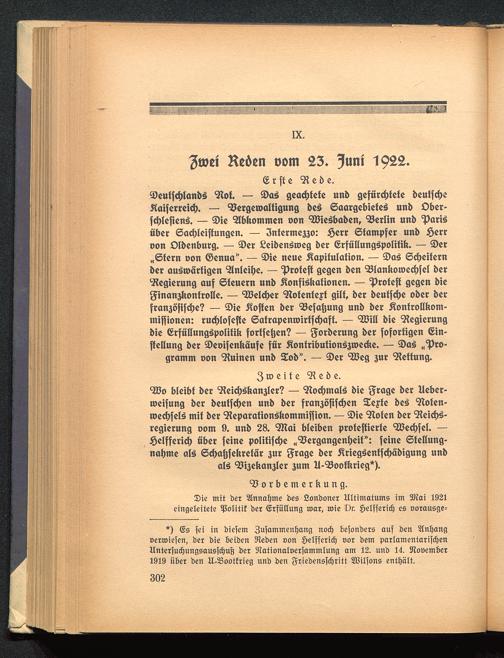 IX.
Zwei Reden vom 23. Juni 1922.
Erste Rede.
Deutschlands Not. — Das geachtete und gefürchtete deutsche
Kaiserreich. — Vergewaltigung des Saargebietes und Ober-
schlesiens. — Die Abkommen von Wiesbaden, Berlin und Paris
über Sachleistungen. — Intermezzo: Herr Stampfer und Herr
von Oldenburg. — Der Leidensweg der Erfüllungspolitik. — Der
„Stern von Genua". — Die neue Kapitulation. — Das Scheitern
der auswärtigen Anleihe. — Protest gegen den Blankowechsel der
Regierung auf Steuern und Konfiskationen. — Protest gegen die
Finanzkontrolle. — Welcher Notentext gilt, der deutsche oder der
französische? — Die Kosten der Besatzung und der Kontrollkom-
missionen: ruchloseste Satrapenwirtschaft. — Will die Regierung
die Erfüllungspolitik fortsetzen? — Forderung der sofortigen Ein-
stellung der Devisenkäufe für Kontributionszwecke. — Das „Pro-
gramm von Ruinen und Tod". — Der Weg zur Rettung.
Zweite Rede.
Wo bleibt der Reichskanzler? — Nochmals die Frage der Ueber-
weisung der deutschen und der französischen Texte des Noten-
wechsels mit der Reparationskommission. — Die Noten der Reichs-
regierung vom 9. und 28. Mai bleiben protestierte Wechsel. —
Helfferich über seine politische „Vergangenheit": seine Stellung-
nahme als Schatzsekretär zur Frage der Kriegsentschädigung und
als Vizekanzler zum U-Bootkrieg*).
Vorbemerkung.
Die mit der Annahme des Londoner Ultimatums im Mai 1921
eingeleitete Politik der Erfüllung war, wie Dr. Helfferich es vorausge-
*) Es sei in diesem Zusammenhang noch besonders auf den Anhang
verwiesen, der die beiden Reden von Helfferich vor dem parlamentarischen
Untersuchungsausschuß der Nationalversammlung am 12. und 14. November
1919 über den U-Bootkrieg und den Friedensschritt Wilsons enthält.
302